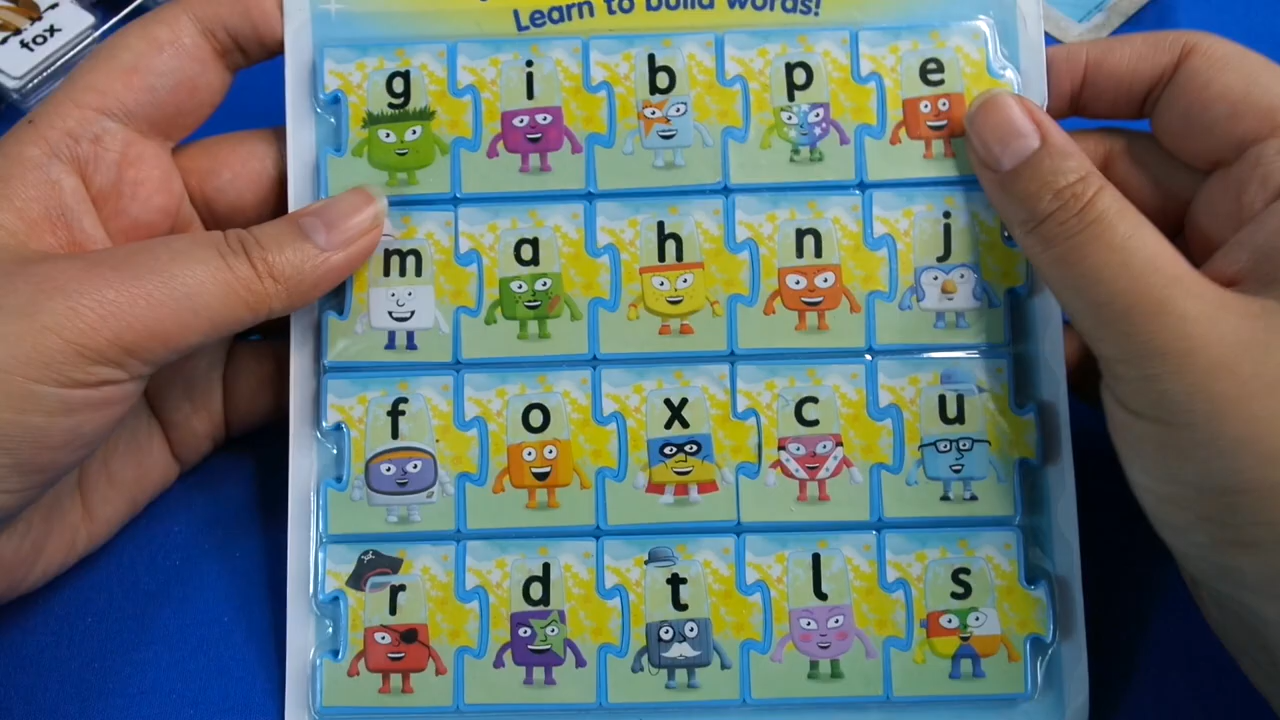 Learn to build words!
fox
g i b p e
m a h n j
f o x c u
r d t l s